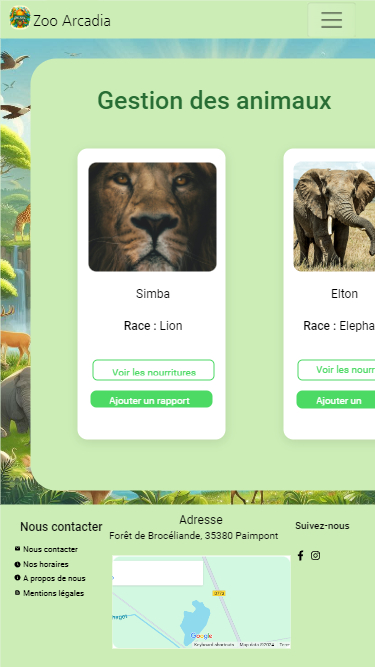 Zoo Arcadia
Gestion des animaux
Simba
Race : Lion
Voir les nourritures
Ajouter un rapport
Elton
Race : Elepha
Voir les nourr
Ajouter un
Nous contacter
Nous contacter
Nos horaires
A propos de nous
Mentions légales
Adresse
Forêt de Brocéliande, 35380 Paimpont
D773
Google
Keyboard shortcuts
Map data ©2024
Term
Suivez-nous